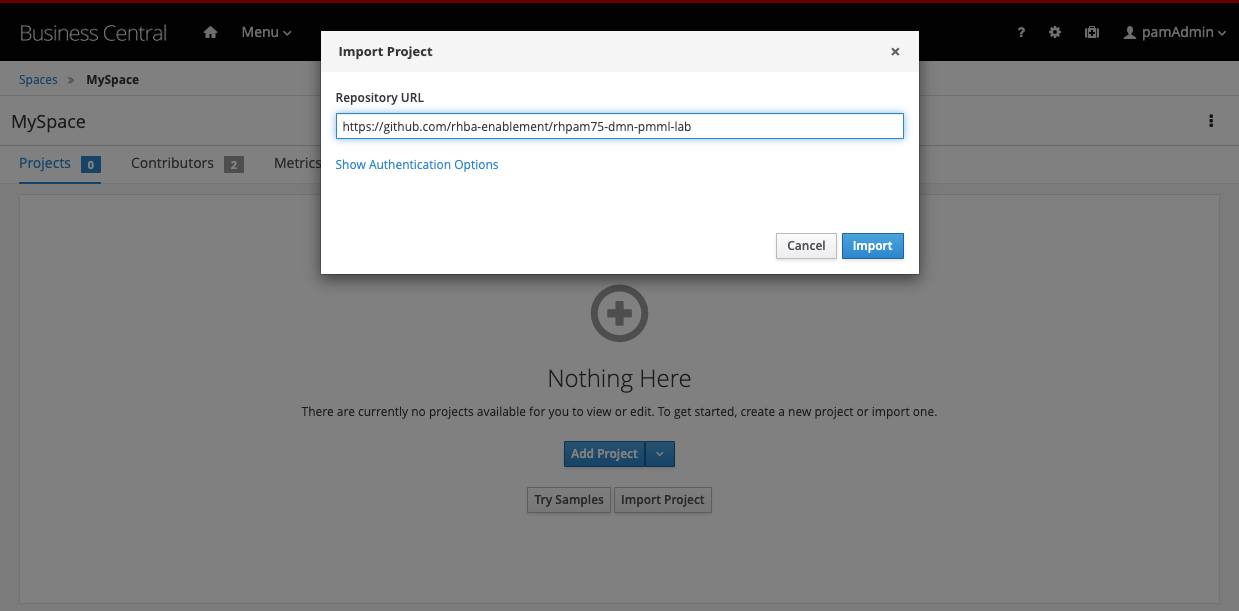 Business Central
Menu
?
pamAdmin
Import Project
×
Spaces » MySpace
Repository URL
MySpace
https://github.com/rhba-enablement/rhpam75-dmn-pmml-lab
Projects 0 Contributors 2 Metrics
Show Authentication Options
Cancel Import
Nothing Here
There are currently no projects available for you to view or edit. To get started, create a new project or import one.
Add Project
Try Samples Import Project